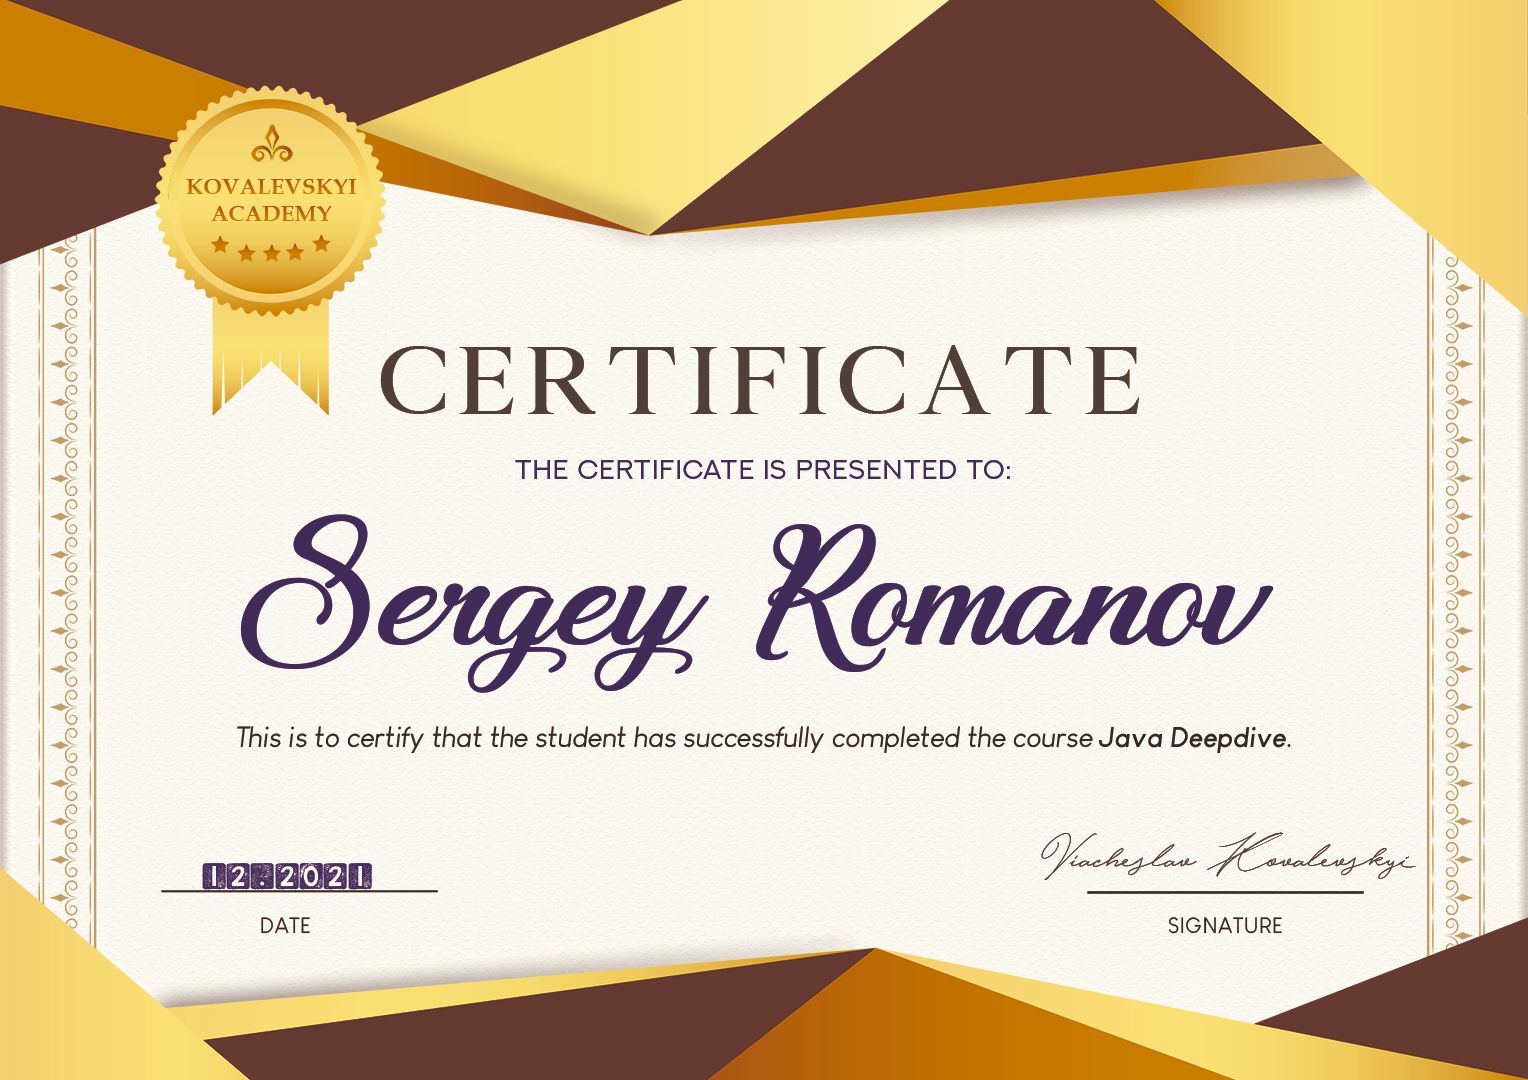 KOVALEVSKYI
ACADEMY
CERTIFICATE
THE CERTIFICATE IS PRESENTED TO:
Sergey Romanov
This is to certify that the student has successfully completed the course Java Deepdive.
12.2021
Viacheslav Kovalevskyi
DATE
SIGNATURE